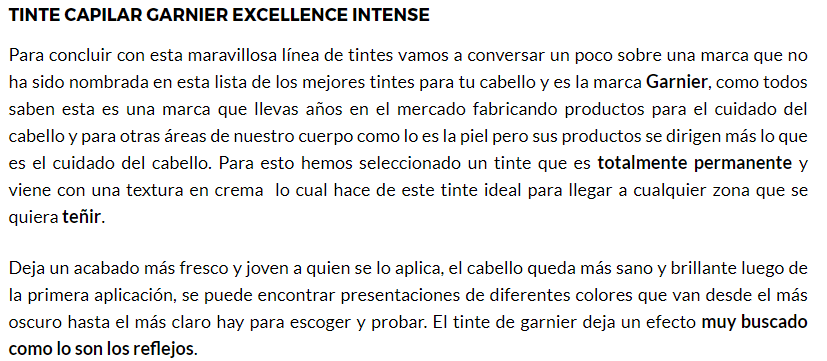 TINTE CAPILAR GARNIER EXCELLENCE INTENSE
Para concluir con esta maravillosa línea de tintes vamos a conversar un poco sobre una marca que no
ha sido nombrada en esta lista de los mejores tintes para tu cabello y es la marca Garnier, como todos
saben esta es una marca que llevas años en el mercado fabricando productos para el cuidado del
cabello y para otras áreas de nuestro cuerpo como lo es la piel pero sus productos se dirigen más lo que
es el cuidado del cabello. Para esto hemos seleccionado un tinte que es totalmente permanente y
viene con una textura en crema  lo cual hace de este tinte ideal para llegar a cualquier zona que se
quiera teñir.
Deja un acabado más fresco y joven a quien se lo aplica, el cabello queda más sano y brillante luego de
la primera aplicación, se puede encontrar presentaciones de diferentes colores que van desde el más
oscuro hasta el más claro hay para escoger y probar. El tinte de garnier deja un efecto muy buscado
como lo son los reflejos.